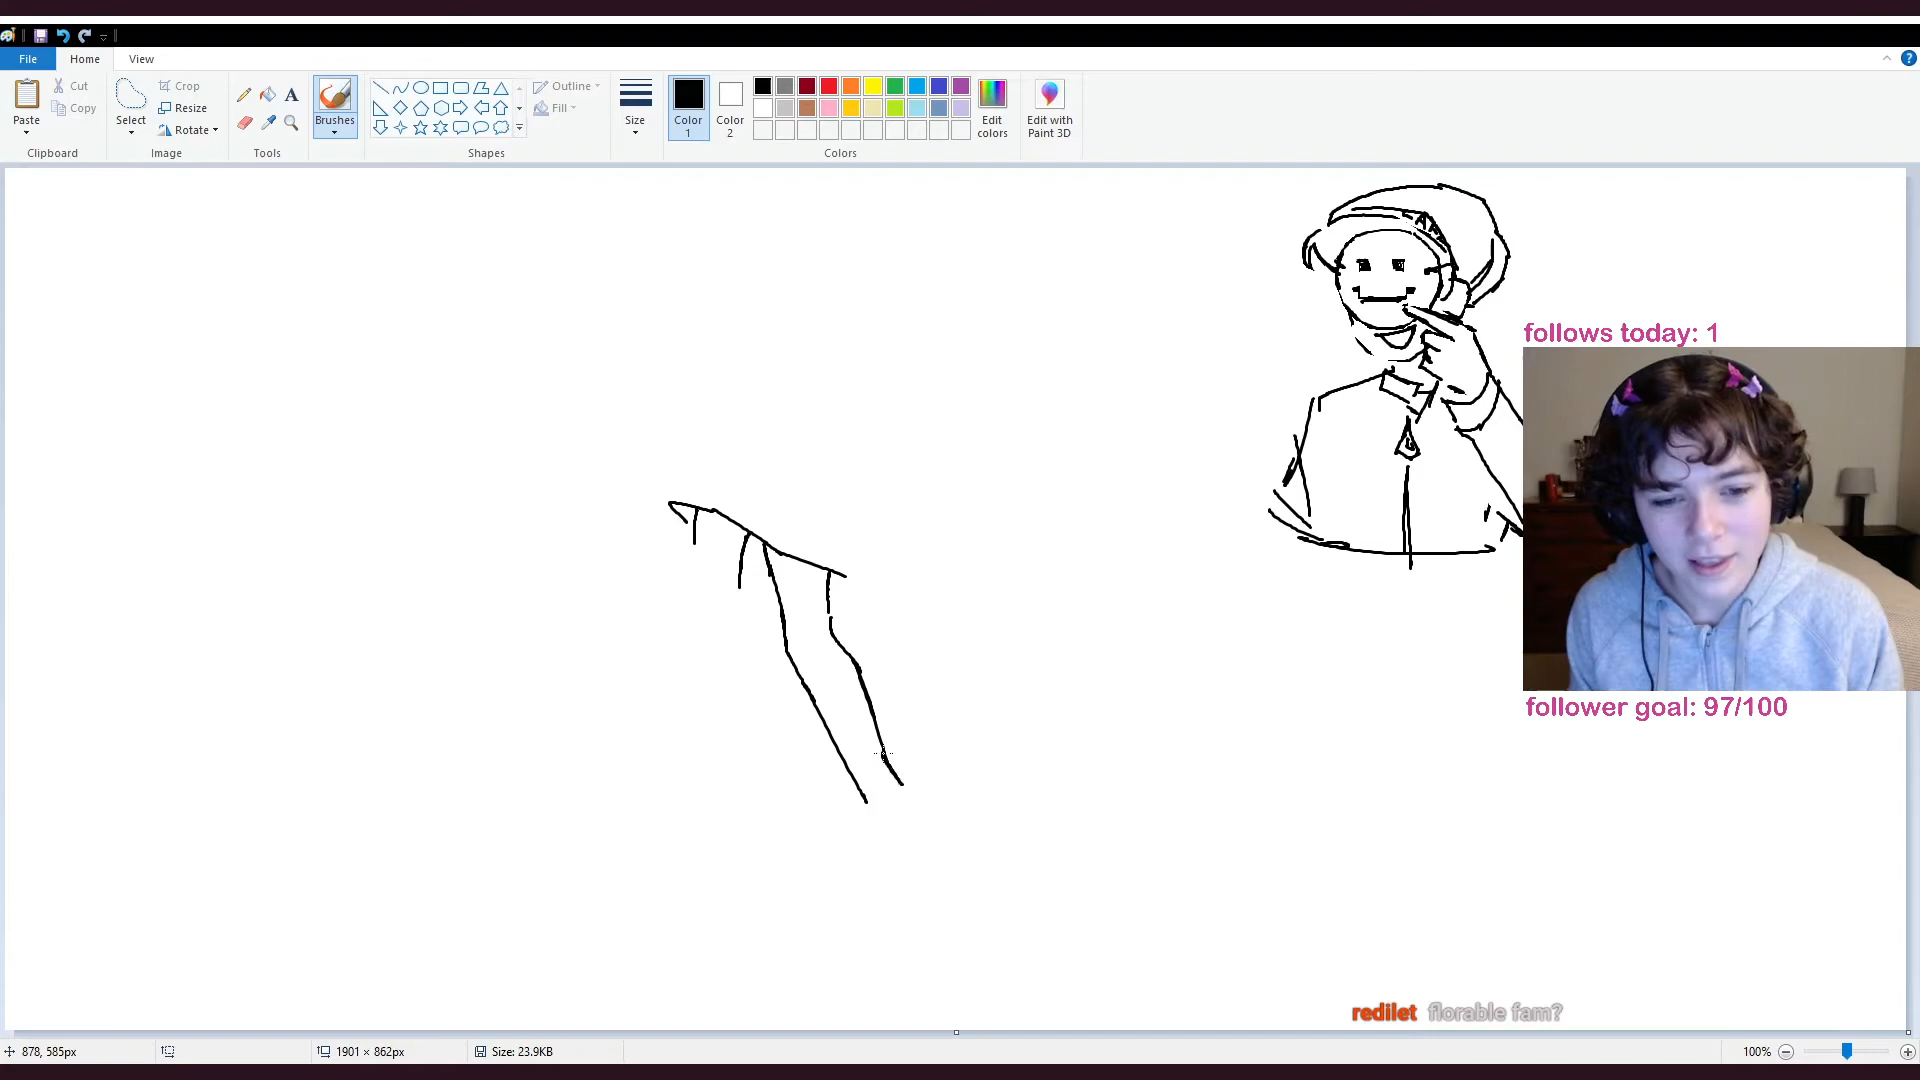 File Home View
Paste Cut Copy Clipboard
Select Crop Resize Rotate Image
A Tools
Brushes
Outline Fill Shapes
Size
Color 1 Color 2 Edit colors Colors
Edit with Paint 3D
follows today: 1
follower goal: 97/100
redilet florable fam?
878, 585px 1901 × 862px Size: 23.9KB 100%